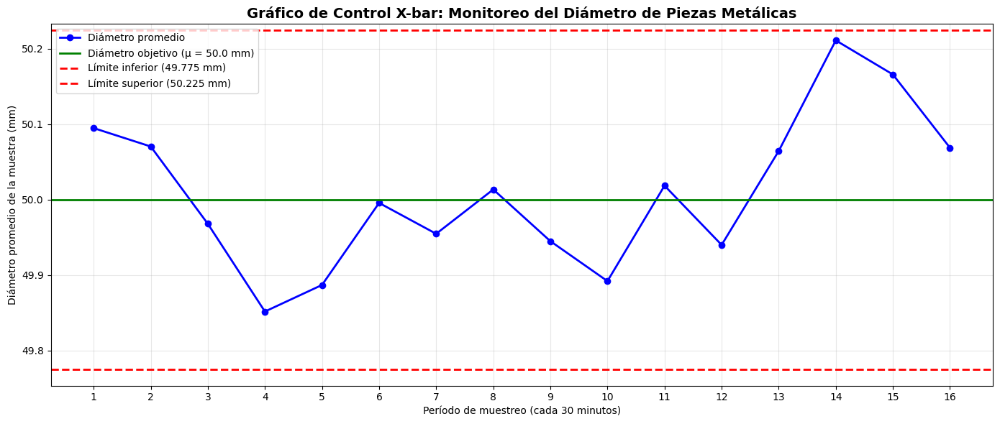 Gráfico de Control X-bar: Monitoreo del Diámetro de Piezas Metálicas
Diámetro promedio de la muestra (mm)
50.2
50.1
50.0
49.9
49.8
Diámetro promedio
Diámetro objetivo (μ = 50.0 mm)
Límite inferior (49.775 mm)
Límite superior (50.225 mm)
1 2 3 4 5 6 7 8 9 10 11 12 13 14 15 16
Período de muestreo (cada 30 minutos)